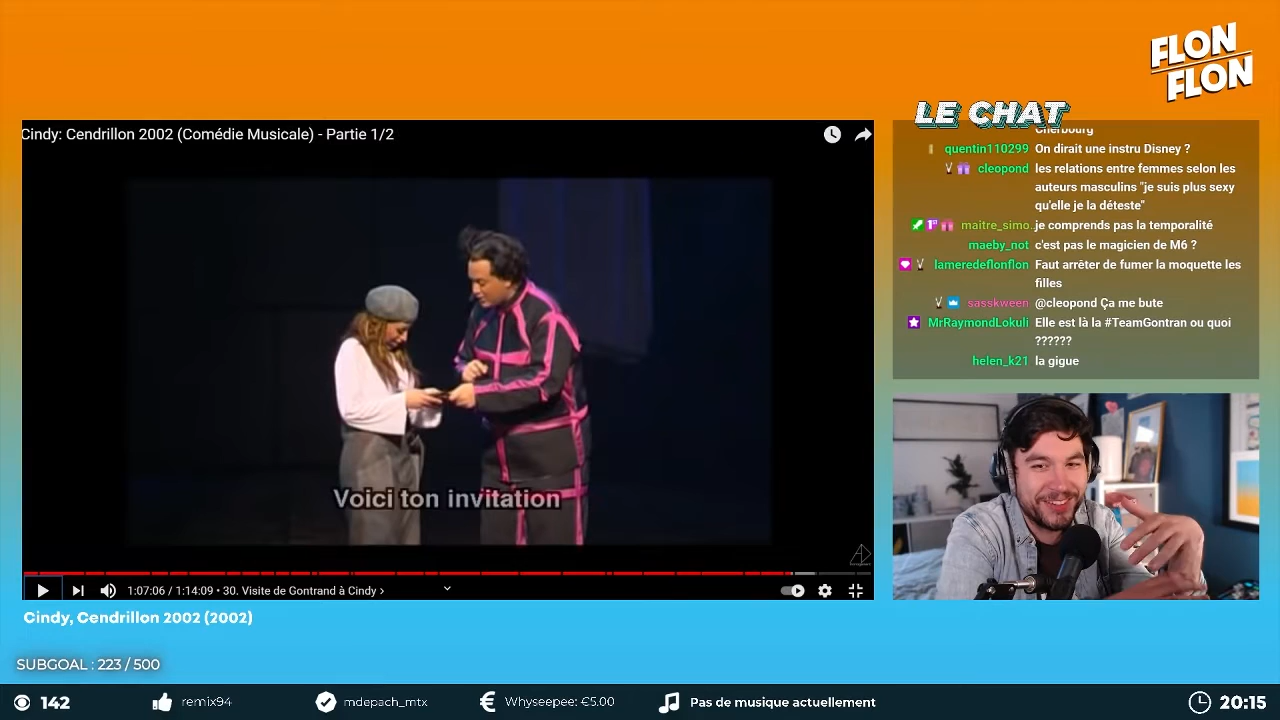 FLON
FLON
LE CHAT
Cindy: Cendrillon 2002 (Comédie Musicale) - Partie 1/2
Cherbourg
quentin110299 On dirait une instru Disney ?
cleopond les relations entre femmes selon les
auteurs masculins "je suis plus sexy
qu'elle je la déteste"
maitre_simo.. je comprends pas la temporalité
maeby_not c'est pas le magicien de M6 ?
lameredeflonflon Faut arrêter de fumer la moquette les
filles
sasskween @cleopond Ça me bute
MrRaymondLokuli Elle est là la #TeamGontran ou quoi
??????
helen_k21 la gigue
Voici ton invitation
1:07:06 / 1:14:09 • 30. Visite de Gontrand à Cindy ›
Cindy, Cendrillon 2002 (2002)
SUBGOAL : 223 / 500
142 remix94 mdepach_mtx € Whyseepee: €5.00 Pas de musique actuellement 20:15